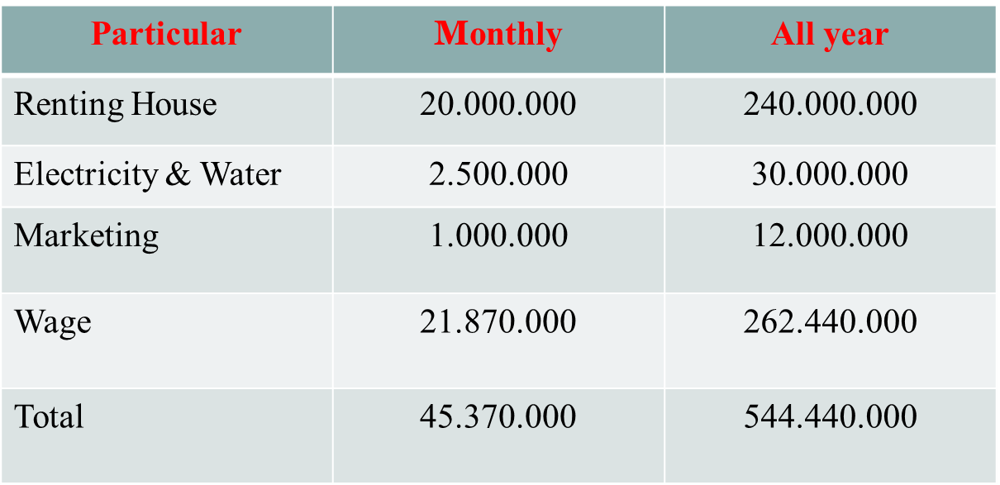 Particular Monthly All year
Renting House 20.000.000 240.000.000
Electricity & Water 2.500.000 30.000.000
Marketing 1.000.000 12.000.000
Wage 21.870.000 262.440.000
Total 45.370.000 544.440.000